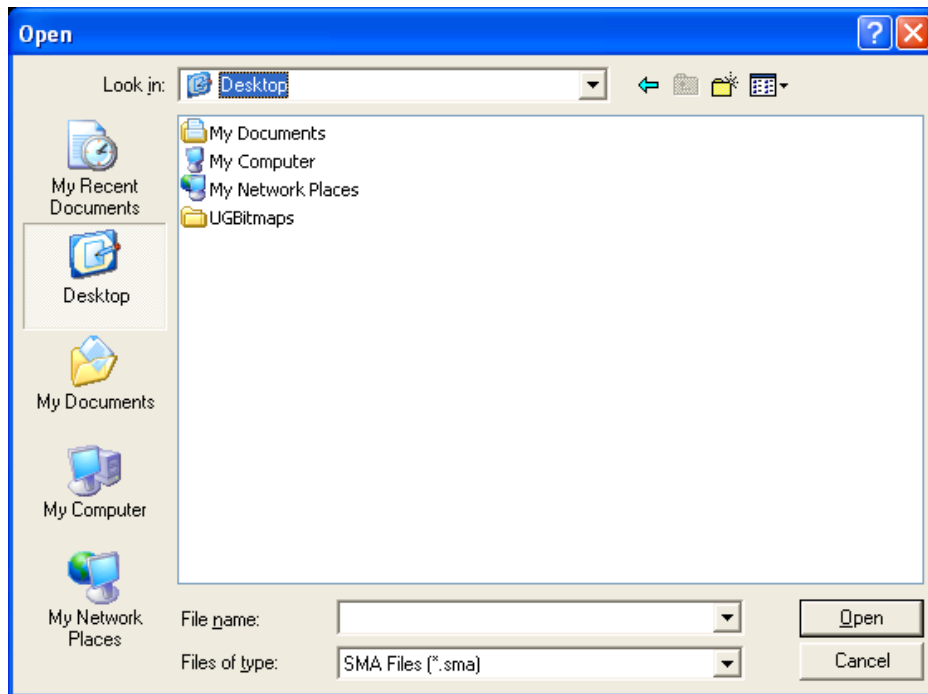 Open
Look in:
Desktop
My Documents
My Computer
My Network Places
UGBitmaps
My Recent
Documents
Desktop
My Documents
My Computer
My Network
Places
File name:
Open
Files of type:
SMA Files (*.sma)
Cancel